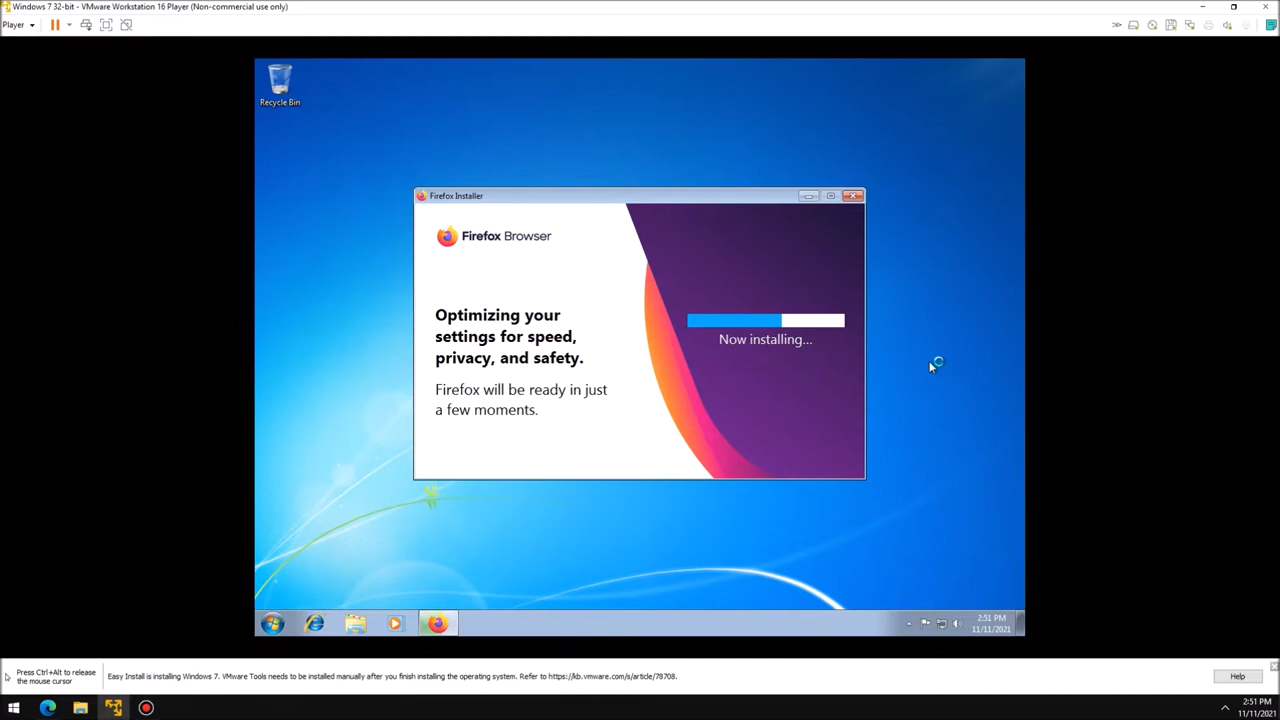 Windows 7 32-bit - VMware Workstation 16 Player (Non-commercial use only)
Player
Recycle Bin
Firefox Installer
Firefox Browser
Optimizing your
settings for speed,
privacy, and safety.
Firefox will be ready in just
a few moments.
Now installing...
2:51 PM
11/11/2021
Press Ctrl+Alt to release
the mouse cursor
Easy Install is installing Windows 7. VMware Tools needs to be installed manually after you finish installing the operating system. Refer to https://kb.vmware.com/s/article/78708.
Help
2:51 PM
11/11/2021